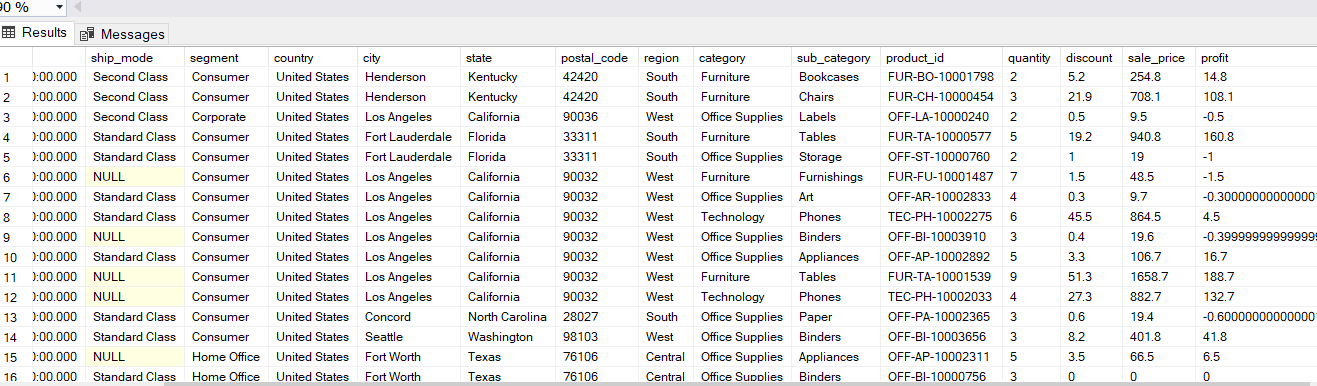 90 %
Results Messages
ship_mode segment country city state postal_code region category sub_category product_id quantity discount sale_price profit
1 0:00.000 Second Class Consumer United States Henderson Kentucky 42420 South Furniture Bookcases FUR-BO-10001798 2 5.2 254.8 14.8
2 0:00.000 Second Class Consumer United States Henderson Kentucky 42420 South Furniture Chairs FUR-CH-10000454 3 21.9 708.1 108.1
3 0:00.000 Second Class Corporate United States Los Angeles California 90036 West Office Supplies Labels OFF-LA-10000240 2 0.5 9.5 -0.5
4 0:00.000 Standard Class Consumer United States Fort Lauderdale Florida 33311 South Furniture Tables FUR-TA-10000577 5 19.2 940.8 160.8
5 0:00.000 Standard Class Consumer United States Fort Lauderdale Florida 33311 South Office Supplies Storage OFF-ST-10000760 2 1 19 -1
6 0:00.000 NULL Consumer United States Los Angeles California 90032 West Furniture Furnishings FUR-FU-10001487 7 1.5 48.5 -1.5
7 0:00.000 Standard Class Consumer United States Los Angeles California 90032 West Office Supplies Art OFF-AR-10002833 4 0.3 9.7 -0.30000000000000
8 0:00.000 Standard Class Consumer United States Los Angeles California 90032 West Technology Phones TEC-PH-10002275 6 45.5 864.5 4.5
9 0:00.000 NULL Consumer United States Los Angeles California 90032 West Office Supplies Binders OFF-BI-10003910 3 0.4 19.6 -0.39999999999999
10 0:00.000 Standard Class Consumer United States Los Angeles California 90032 West Office Supplies Appliances OFF-AP-10002892 5 3.3 106.7 16.7
11 0:00.000 NULL Consumer United States Los Angeles California 90032 West Furniture Tables FUR-TA-10001539 9 51.3 1658.7 188.7
12 0:00.000 NULL Consumer United States Los Angeles California 90032 West Technology Phones TEC-PH-10002033 4 27.3 882.7 132.7
13 0:00.000 Standard Class Consumer United States Concord North Carolina 28027 South Office Supplies Paper OFF-PA-10002365 3 0.6 19.4 -0.60000000000000
14 0:00.000 Standard Class Consumer United States Seattle Washington 98103 West Office Supplies Binders OFF-BI-10003656 3 8.2 401.8 41.8
15 0:00.000 NULL Home Office United States Fort Worth Texas 76106 Central Office Supplies Appliances OFF-AP-10002311 5 3.5 66.5 6.5
16 0:00.000 Standard Class Home Office United States Fort Worth Texas 76106 Central Office Supplies Binders OFF-BI-10000756 3 0 0 0